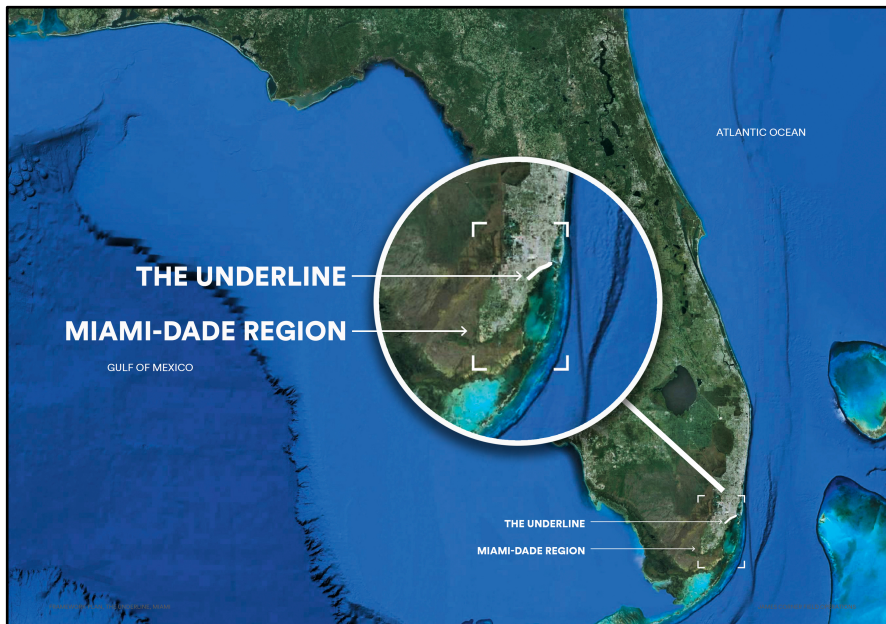 ATLANTIC OCEAN
THE UNDERLINE
MIAMI-DADE REGION
GULF OF MEXICO
THE UNDERLINE
MIAMI-DADE REGION